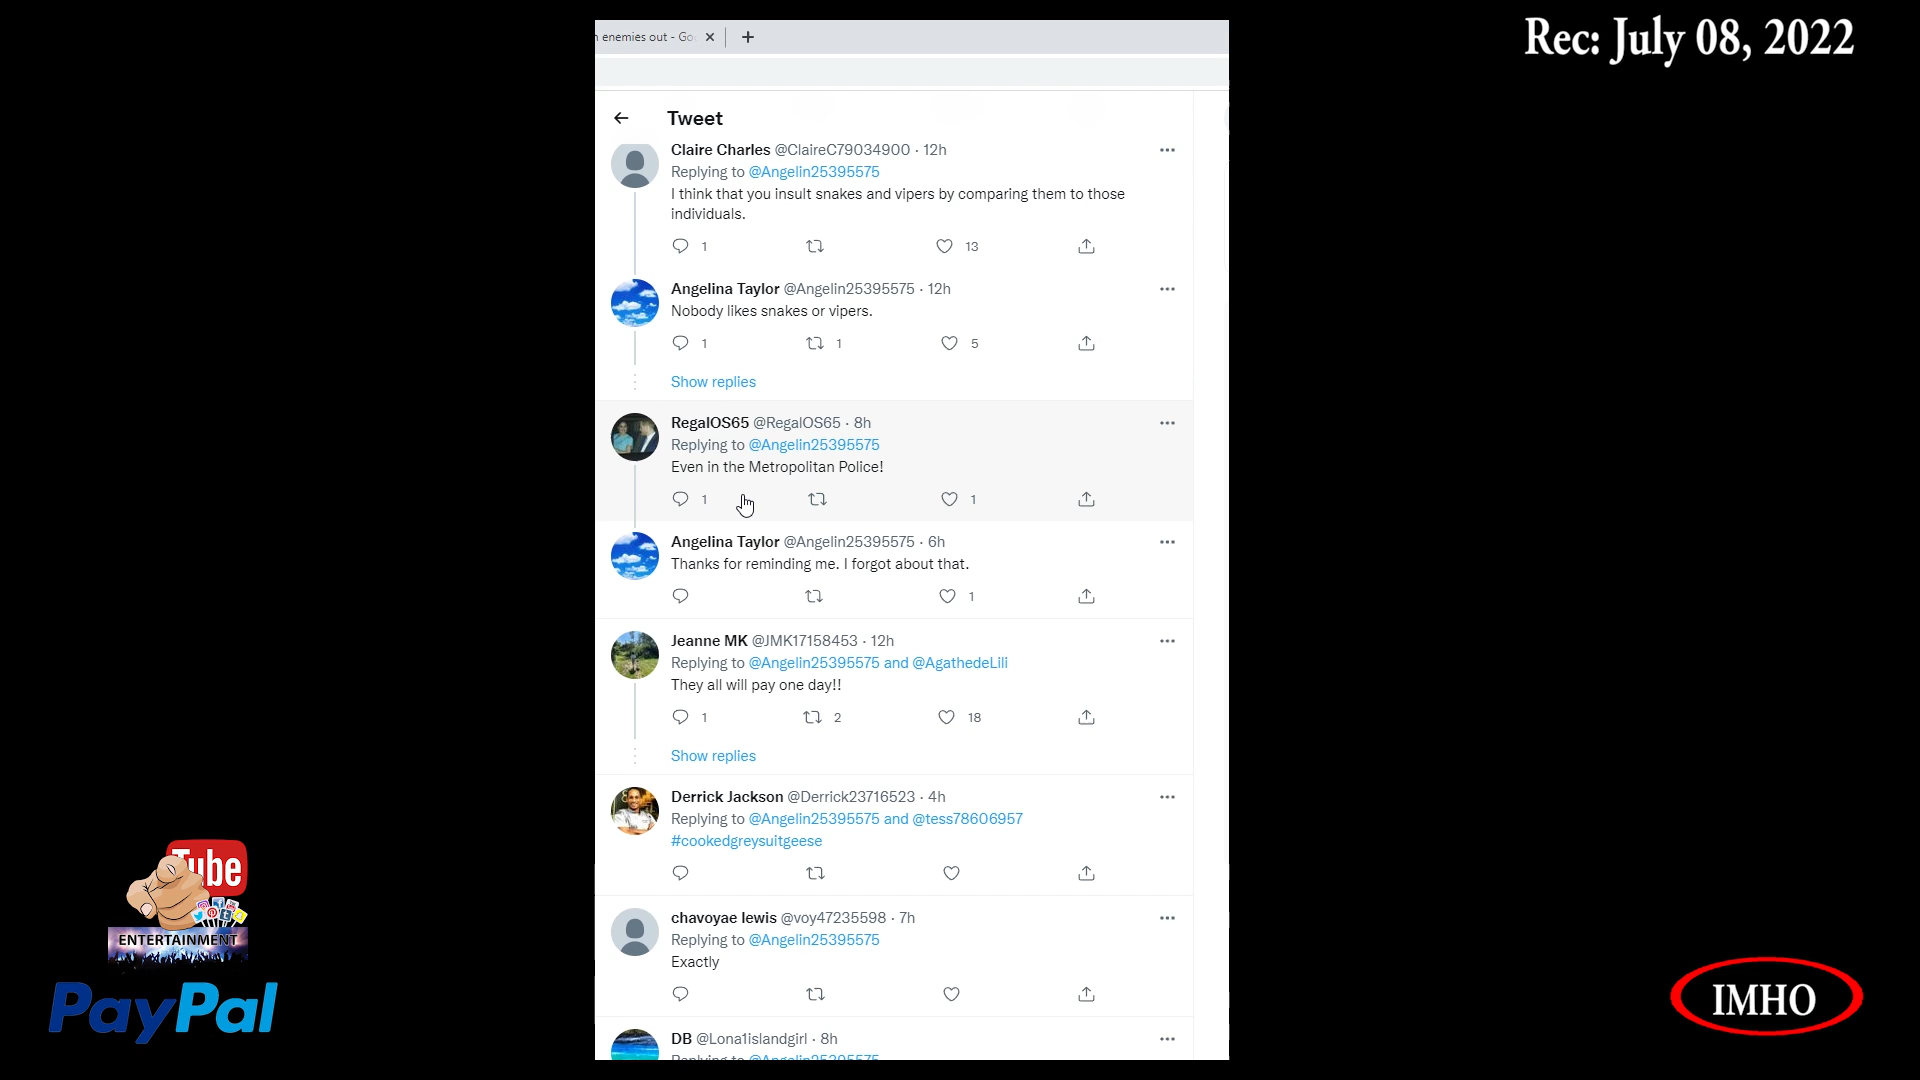 Rec: July 08, 2022
enemies out - Go
Tweet
Claire Charles @ClaireC79034900 · 12h
Replying to @Angelin25395575
I think that you insult snakes and vipers by comparing them to those
individuals.
1 13
Angelina Taylor @Angelin25395575 · 12h
Nobody likes snakes or vipers.
1 1 5
Show replies
RegalOS65 @RegalOS65 · 8h
Replying to @Angelin25395575
Even in the Metropolitan Police!
1 1
Angelina Taylor @Angelin25395575 · 6h
Thanks for reminding me. I forgot about that.
1
Jeanne MK @JMK17158453 · 12h
Replying to @Angelin25395575 and @AgathedeLili
They all will pay one day!!
1 2 18
Show replies
Derrick Jackson @Derrick23716523 · 4h
Replying to @Angelin25395575 and @tess78606957
#cookedgreysuitgeese
chavoyae lewis @voy47235598 · 7h
Replying to @Angelin25395575
Exactly
DB @Lona1islandgirl · 8h
Replying to @Angelin25395575
Tube
ENTERTAINMENT
PayPal
IMHO